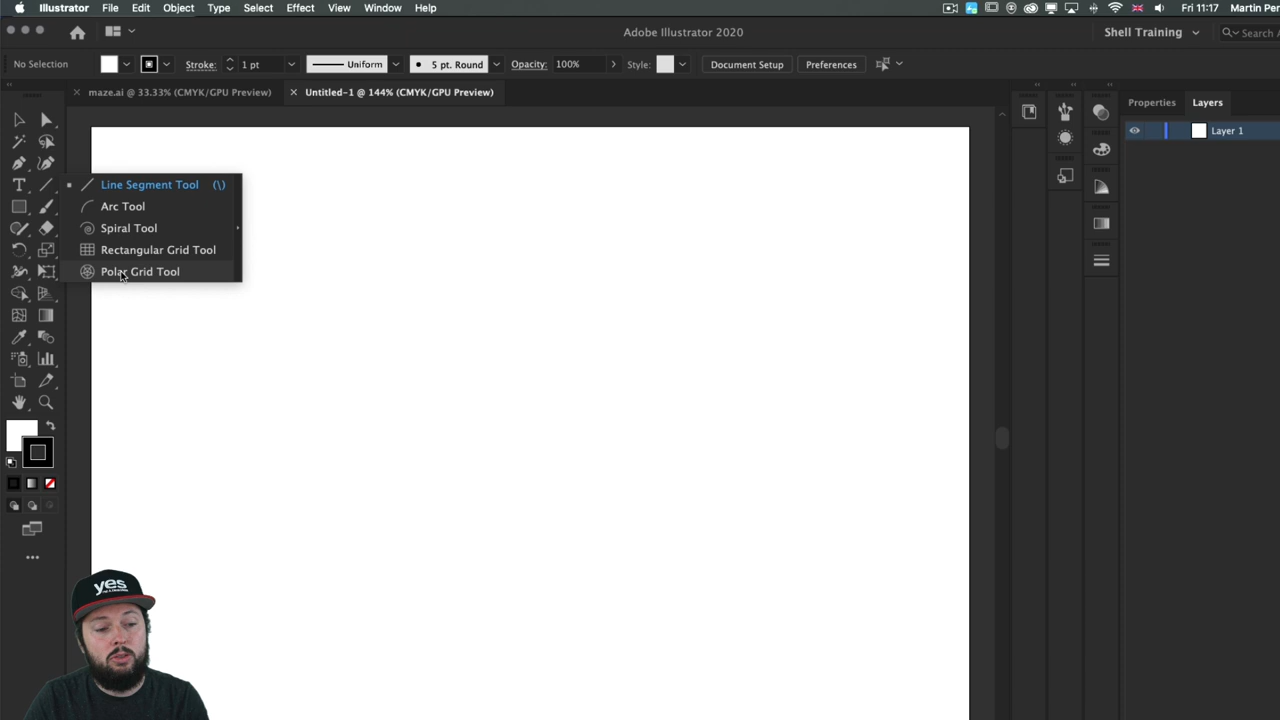 Illustrator File Edit Object Type Select Effect View Window Help Fri 11:17 Martin Per
Adobe Illustrator 2020 Shell Training Search A
No Selection Stroke: 1 pt Uniform 5 pt. Round Opacity: 100% Style: Document Setup Preferences
maze.ai @ 33.33% (CMYK/GPU Preview) Untitled-1 @ 144% (CMYK/GPU Preview)
Properties Layers
Layer 1
Line Segment Tool (\)
Arc Tool
Spiral Tool
Rectangular Grid Tool
Polar Grid Tool
yes